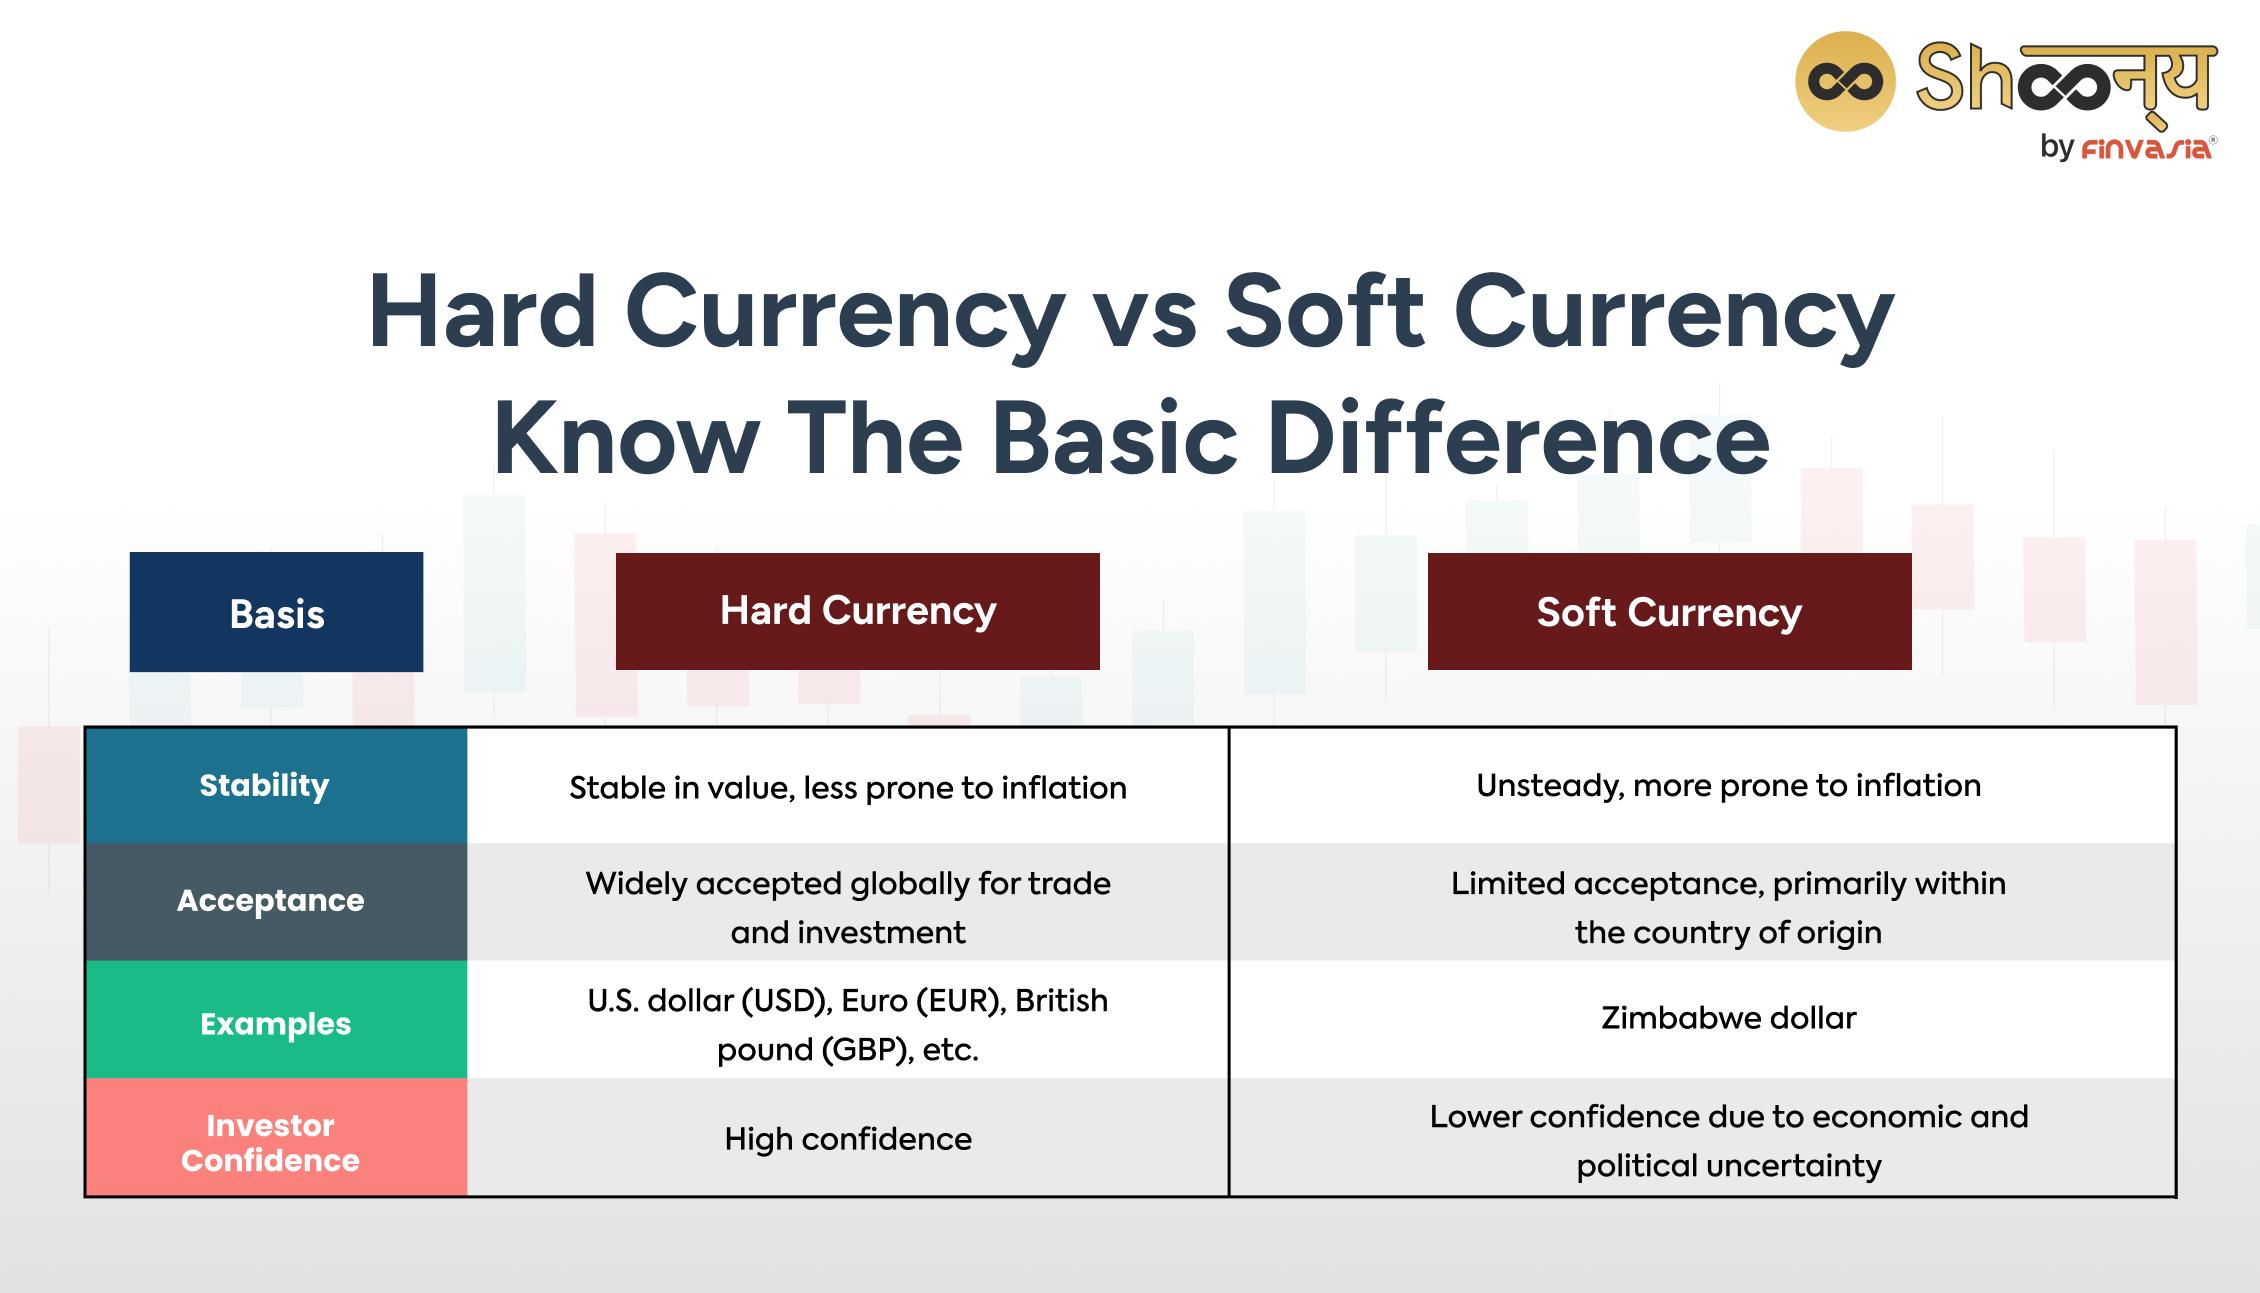 Shoonय
by FINVASIA®
Hard Currency vs Soft Currency
Know The Basic Difference
Basis
Hard Currency
Soft Currency
Stability
Stable in value, less prone to inflation
Unsteady, more prone to inflation
Acceptance
Widely accepted globally for trade
and investment
Limited acceptance, primarily within
the country of origin
Examples
U.S. dollar (USD), Euro (EUR), British
pound (GBP), etc.
Zimbabwe dollar
Investor
Confidence
High confidence
Lower confidence due to economic and
political uncertainty